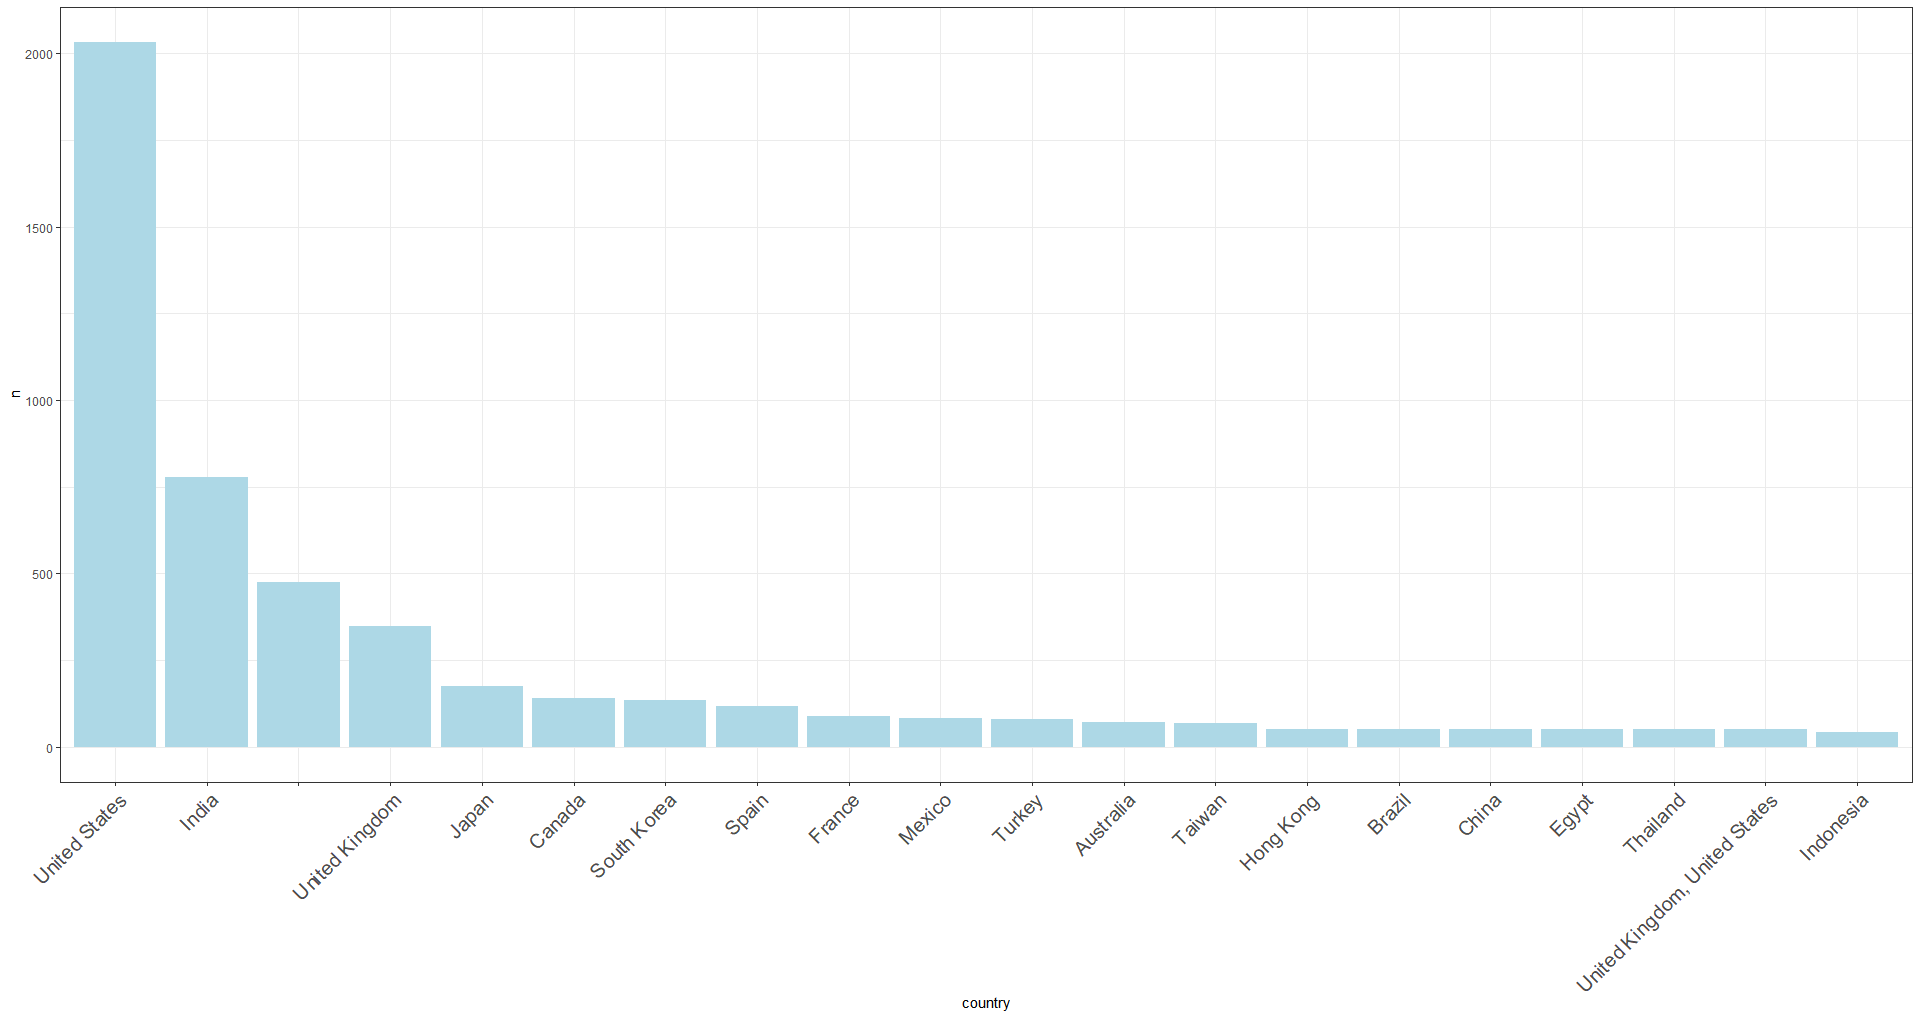 2000
1500
1000
500
0
n
United States
India
United Kingdom
Japan
Canada
South Korea
Spain
France
Mexico
Turkey
Australia
Taiwan
Hong Kong
Brazil
China
Egypt
Thailand
United Kingdom, United States
Indonesia
country